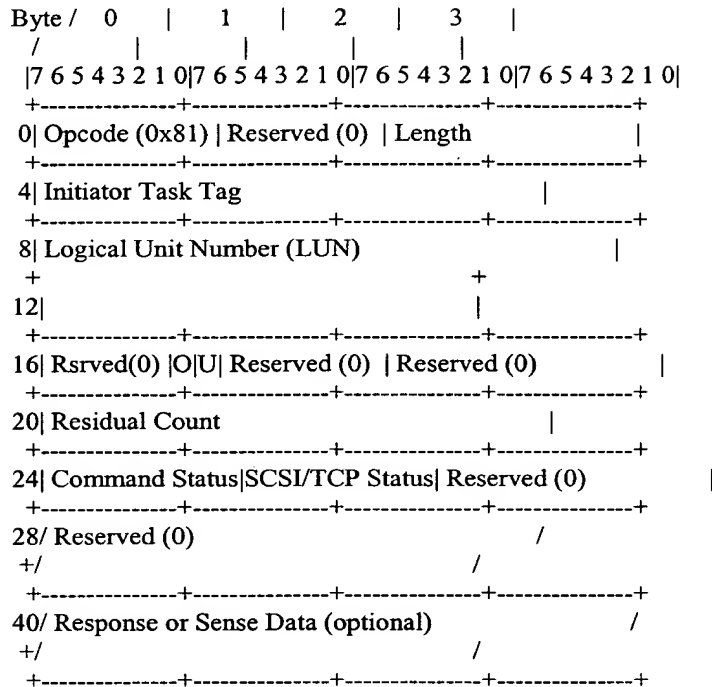 Byte / 0 | 1 | 2 | 3 |
/ | | | |
|7 6 5 4 3 2 1 0|7 6 5 4 3 2 1 0|7 6 5 4 3 2 1 0|7 6 5 4 3 2 1 0|
+---------------+---------------+---------------+---------------+
0| Opcode (0x81) | Reserved (0) | Length |
+---------------+---------------+---------------+---------------+
4| Initiator Task Tag |
+---------------+---------------+---------------+---------------+
8| Logical Unit Number (LUN) |
+ +
12| |
+---------------+---------------+---------------+---------------+
16| Rsrved(0) |O|U| Reserved (0) | Reserved (0) |
+---------------+---------------+---------------+---------------+
20| Residual Count |
+---------------+---------------+---------------+---------------+
24| Command Status|SCSI/TCP Status| Reserved (0) |
+---------------+---------------+---------------+---------------+
28/ Reserved (0) /
+/ /
+---------------+---------------+---------------+---------------+
40/ Response or Sense Data (optional) /
+/ /
+---------------+---------------+---------------+---------------+